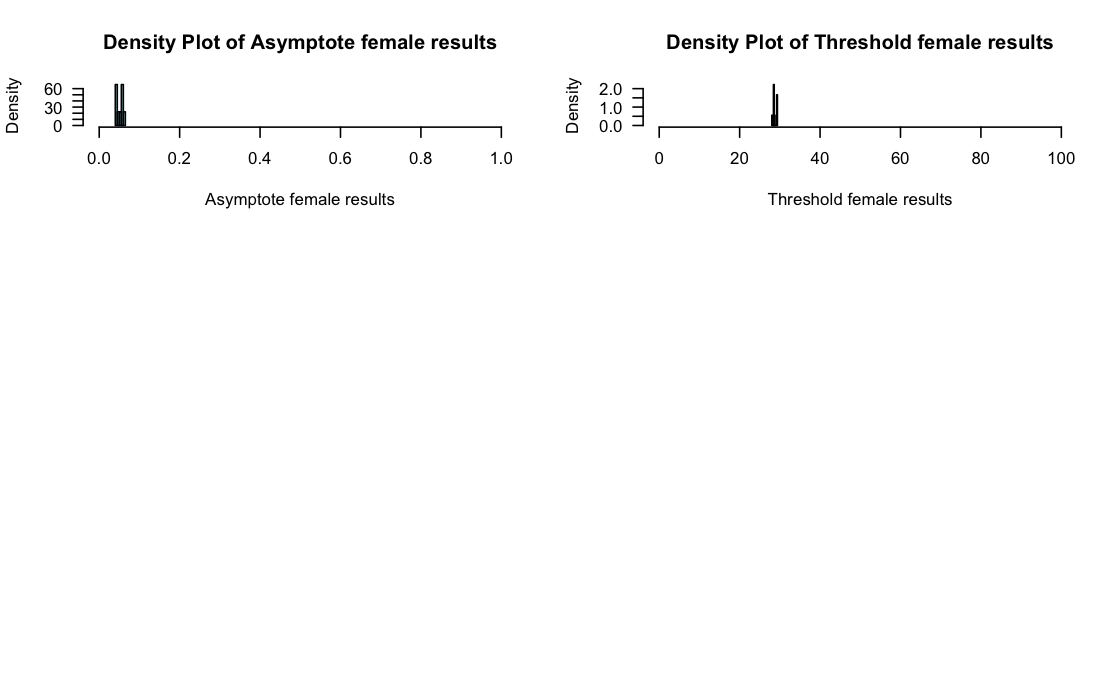 Density Plot of Asymptote female results
Density
60
30
0
0.0 0.2 0.4 0.6 0.8 1.0
Asymptote female results
Density Plot of Threshold female results
Density
2.0
1.0
0.0
0 20 40 60 80 100
Threshold female results